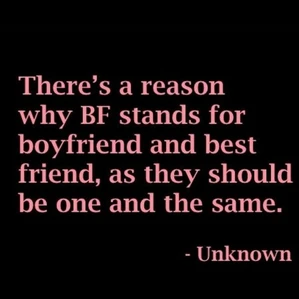 There’s a reason
why BF stands for
boyfriend and best
friend, as they should
be one and the same.
- Unknown